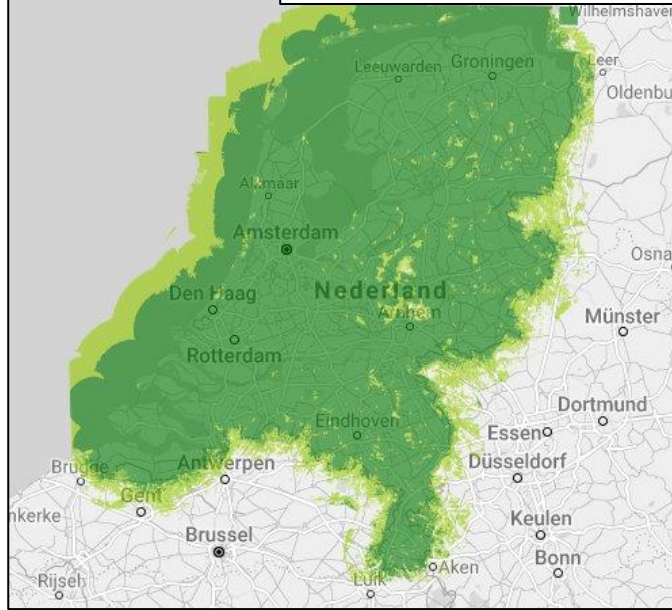 Wilhelmshaven
Leer
Leeuwarden
Groningen
Oldenbu
Alkmaar
Amsterdam
Osna
Den Haag
Nederland
Arnhem
Münster
Rotterdam
Dortmund
Eindhoven
Essen
Brugge
Antwerpen
Düsseldorf
Gent
nkerke
Keulen
Brussel
Bonn
Aken
Rijsel
Luik